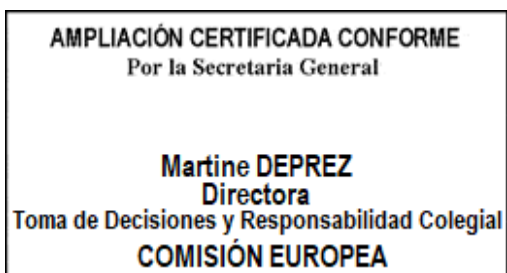 AMPLIACIÓN CERTIFICADA CONFORME
Por la Secretaria General
Martine DEPREZ
Directora
Toma de Decisiones y Responsabilidad Colegial
COMISIÓN EUROPEA